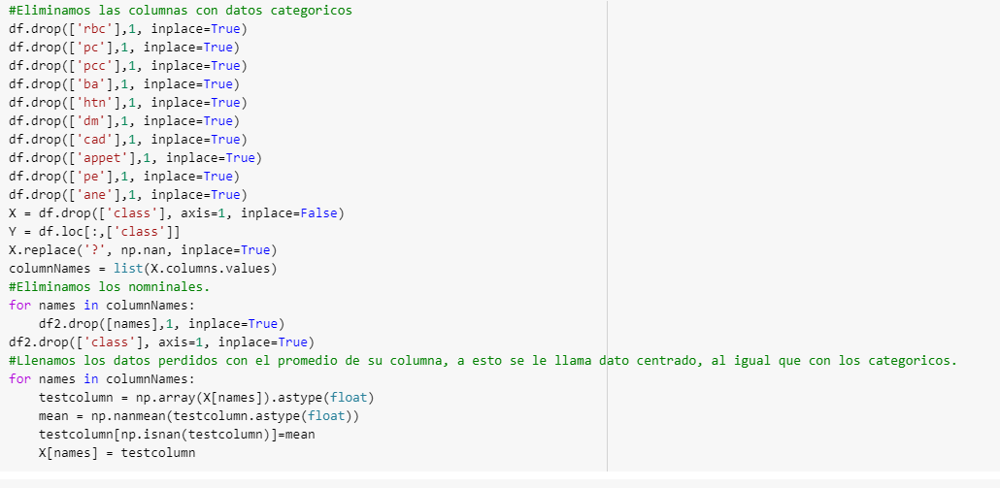 #Eliminamos las columnas con datos categoricos
df.drop(['rbc'],1, inplace=True)
df.drop(['pc'],1, inplace=True)
df.drop(['pcc'],1, inplace=True)
df.drop(['ba'],1, inplace=True)
df.drop(['htn'],1, inplace=True)
df.drop(['dm'],1, inplace=True)
df.drop(['cad'],1, inplace=True)
df.drop(['appet'],1, inplace=True)
df.drop(['pe'],1, inplace=True)
df.drop(['ane'],1, inplace=True)
X = df.drop(['class'], axis=1, inplace=False)
Y = df.loc[:,['class']]
X.replace('?', np.nan, inplace=True)
columnNames = list(X.columns.values)
#Eliminamos los nomninales.
for names in columnNames:
    df2.drop([names],1, inplace=True)
df2.drop(['class'], axis=1, inplace=True)
#Llenamos los datos perdidos con el promedio de su columna, a esto se le llama dato centrado, al igual que con los categoricos.
for names in columnNames:
    testcolumn = np.array(X[names]).astype(float)
    mean = np.nanmean(testcolumn.astype(float))
    testcolumn[np.isnan(testcolumn)]=mean
    X[names] = testcolumn